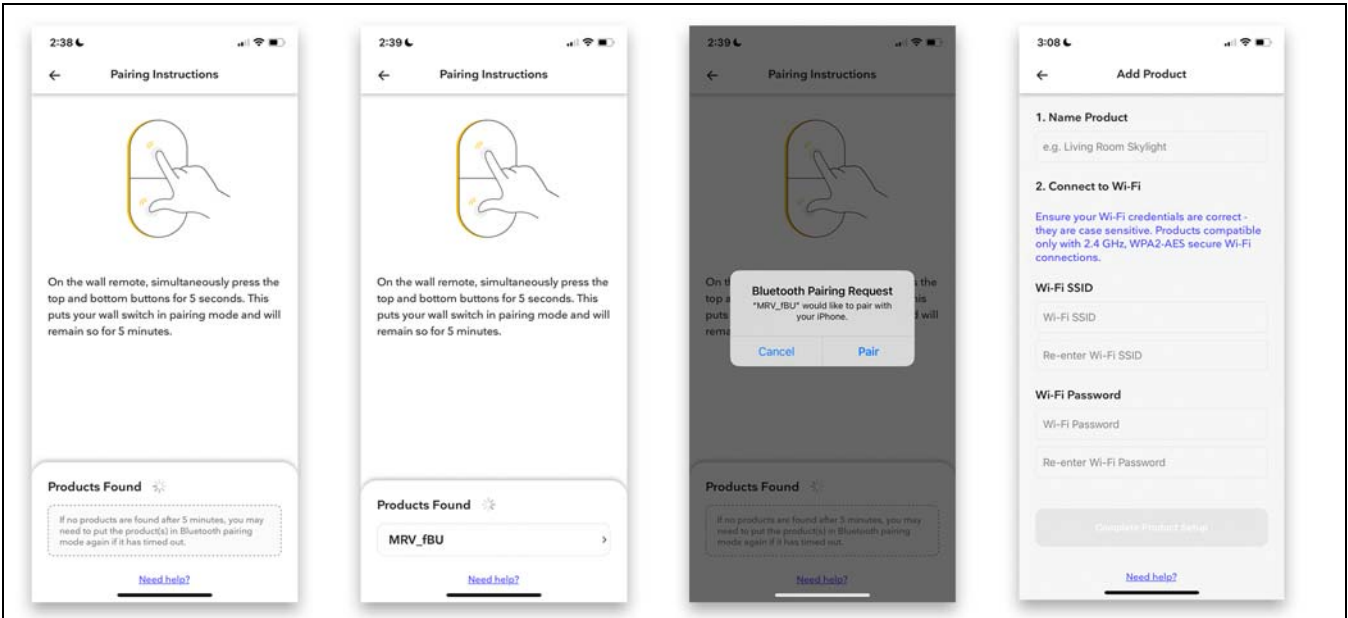 2:38
Pairing Instructions
On the wall remote, simultaneously press the
top and bottom buttons for 5 seconds. This
puts your wall switch in pairing mode and will
remain so for 5 minutes.
Products Found
If no products are found after 5 minutes, you may
need to put the product(s) in Bluetooth pairing
mode again if it has timed out.
Need help?
2:39
Pairing Instructions
On the wall remote, simultaneously press the
top and bottom buttons for 5 seconds. This
puts your wall switch in pairing mode and will
remain so for 5 minutes.
Products Found
MRV_fBU
Need help?
2:39
Pairing Instructions
Bluetooth Pairing Request
"MRV_fBU" would like to pair with
your iPhone.
Cancel Pair
Products Found
If no products are found after 5 minutes, you may
need to put the product(s) in Bluetooth pairing
mode again if it has timed out.
Need help?
3:08
Add Product
1. Name Product
e.g. Living Room Skylight
2. Connect to Wi-Fi
Ensure your Wi-Fi credentials are correct -
they are case sensitive. Products compatible
only with 2.4 GHz, WPA2-AES secure Wi-Fi
connections.
Wi-Fi SSID
Wi-Fi SSID
Re-enter Wi-Fi SSID
Wi-Fi Password
Wi-Fi Password
Re-enter Wi-Fi Password
Complete Product Setup
Need help?